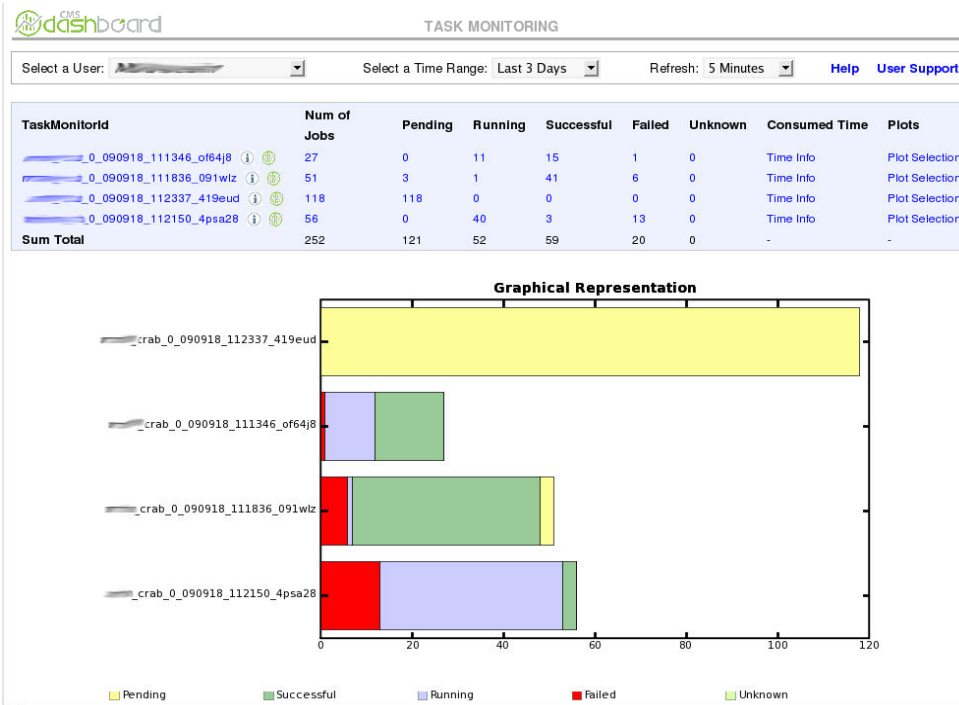 CMS
dashboard
TASK MONITORING
Select a User:
Select a Time Range: Last 3 Days
Refresh: 5 Minutes
Help
User Support
TaskMonitorId Num of Jobs Pending Running Successful Failed Unknown Consumed Time Plots
_0_090918_111346_of64j8 27 0 11 15 1 0 Time Info Plot Selection
_0_090918_111836_091wlz 51 3 1 41 6 0 Time Info Plot Selection
_0_090918_112337_419eud 118 118 0 0 0 0 Time Info Plot Selection
_0_090918_112150_4psa28 56 0 40 3 13 0 Time Info Plot Selection
Sum Total 252 121 52 59 20 0 - -
Graphical Representation
crab_0_090918_112337_419eud
_crab_0_090918_111346_of64j8
_crab_0_090918_111836_091wlz
_crab_0_090918_112150_4psa28
0 20 40 60 80 100 120
Pending Successful Running Failed Unknown